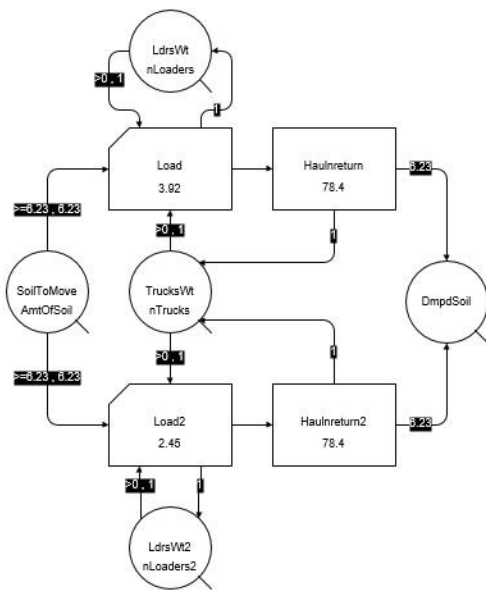 LdrsWt
nLoaders
>0 , 1
1
Load
3.92
HaulInreturn
78.4
6.23
>=6.23 , 6.23
>0 , 1
1
SoilToMove
AmtOfSoil
TrucksWt
nTrucks
DmpdSoil
>=6.23 , 6.23
>0 , 1
1
Load2
2.45
HaulInreturn2
78.4
6.23
>0 , 1
1
LdrsWt2
nLoaders2